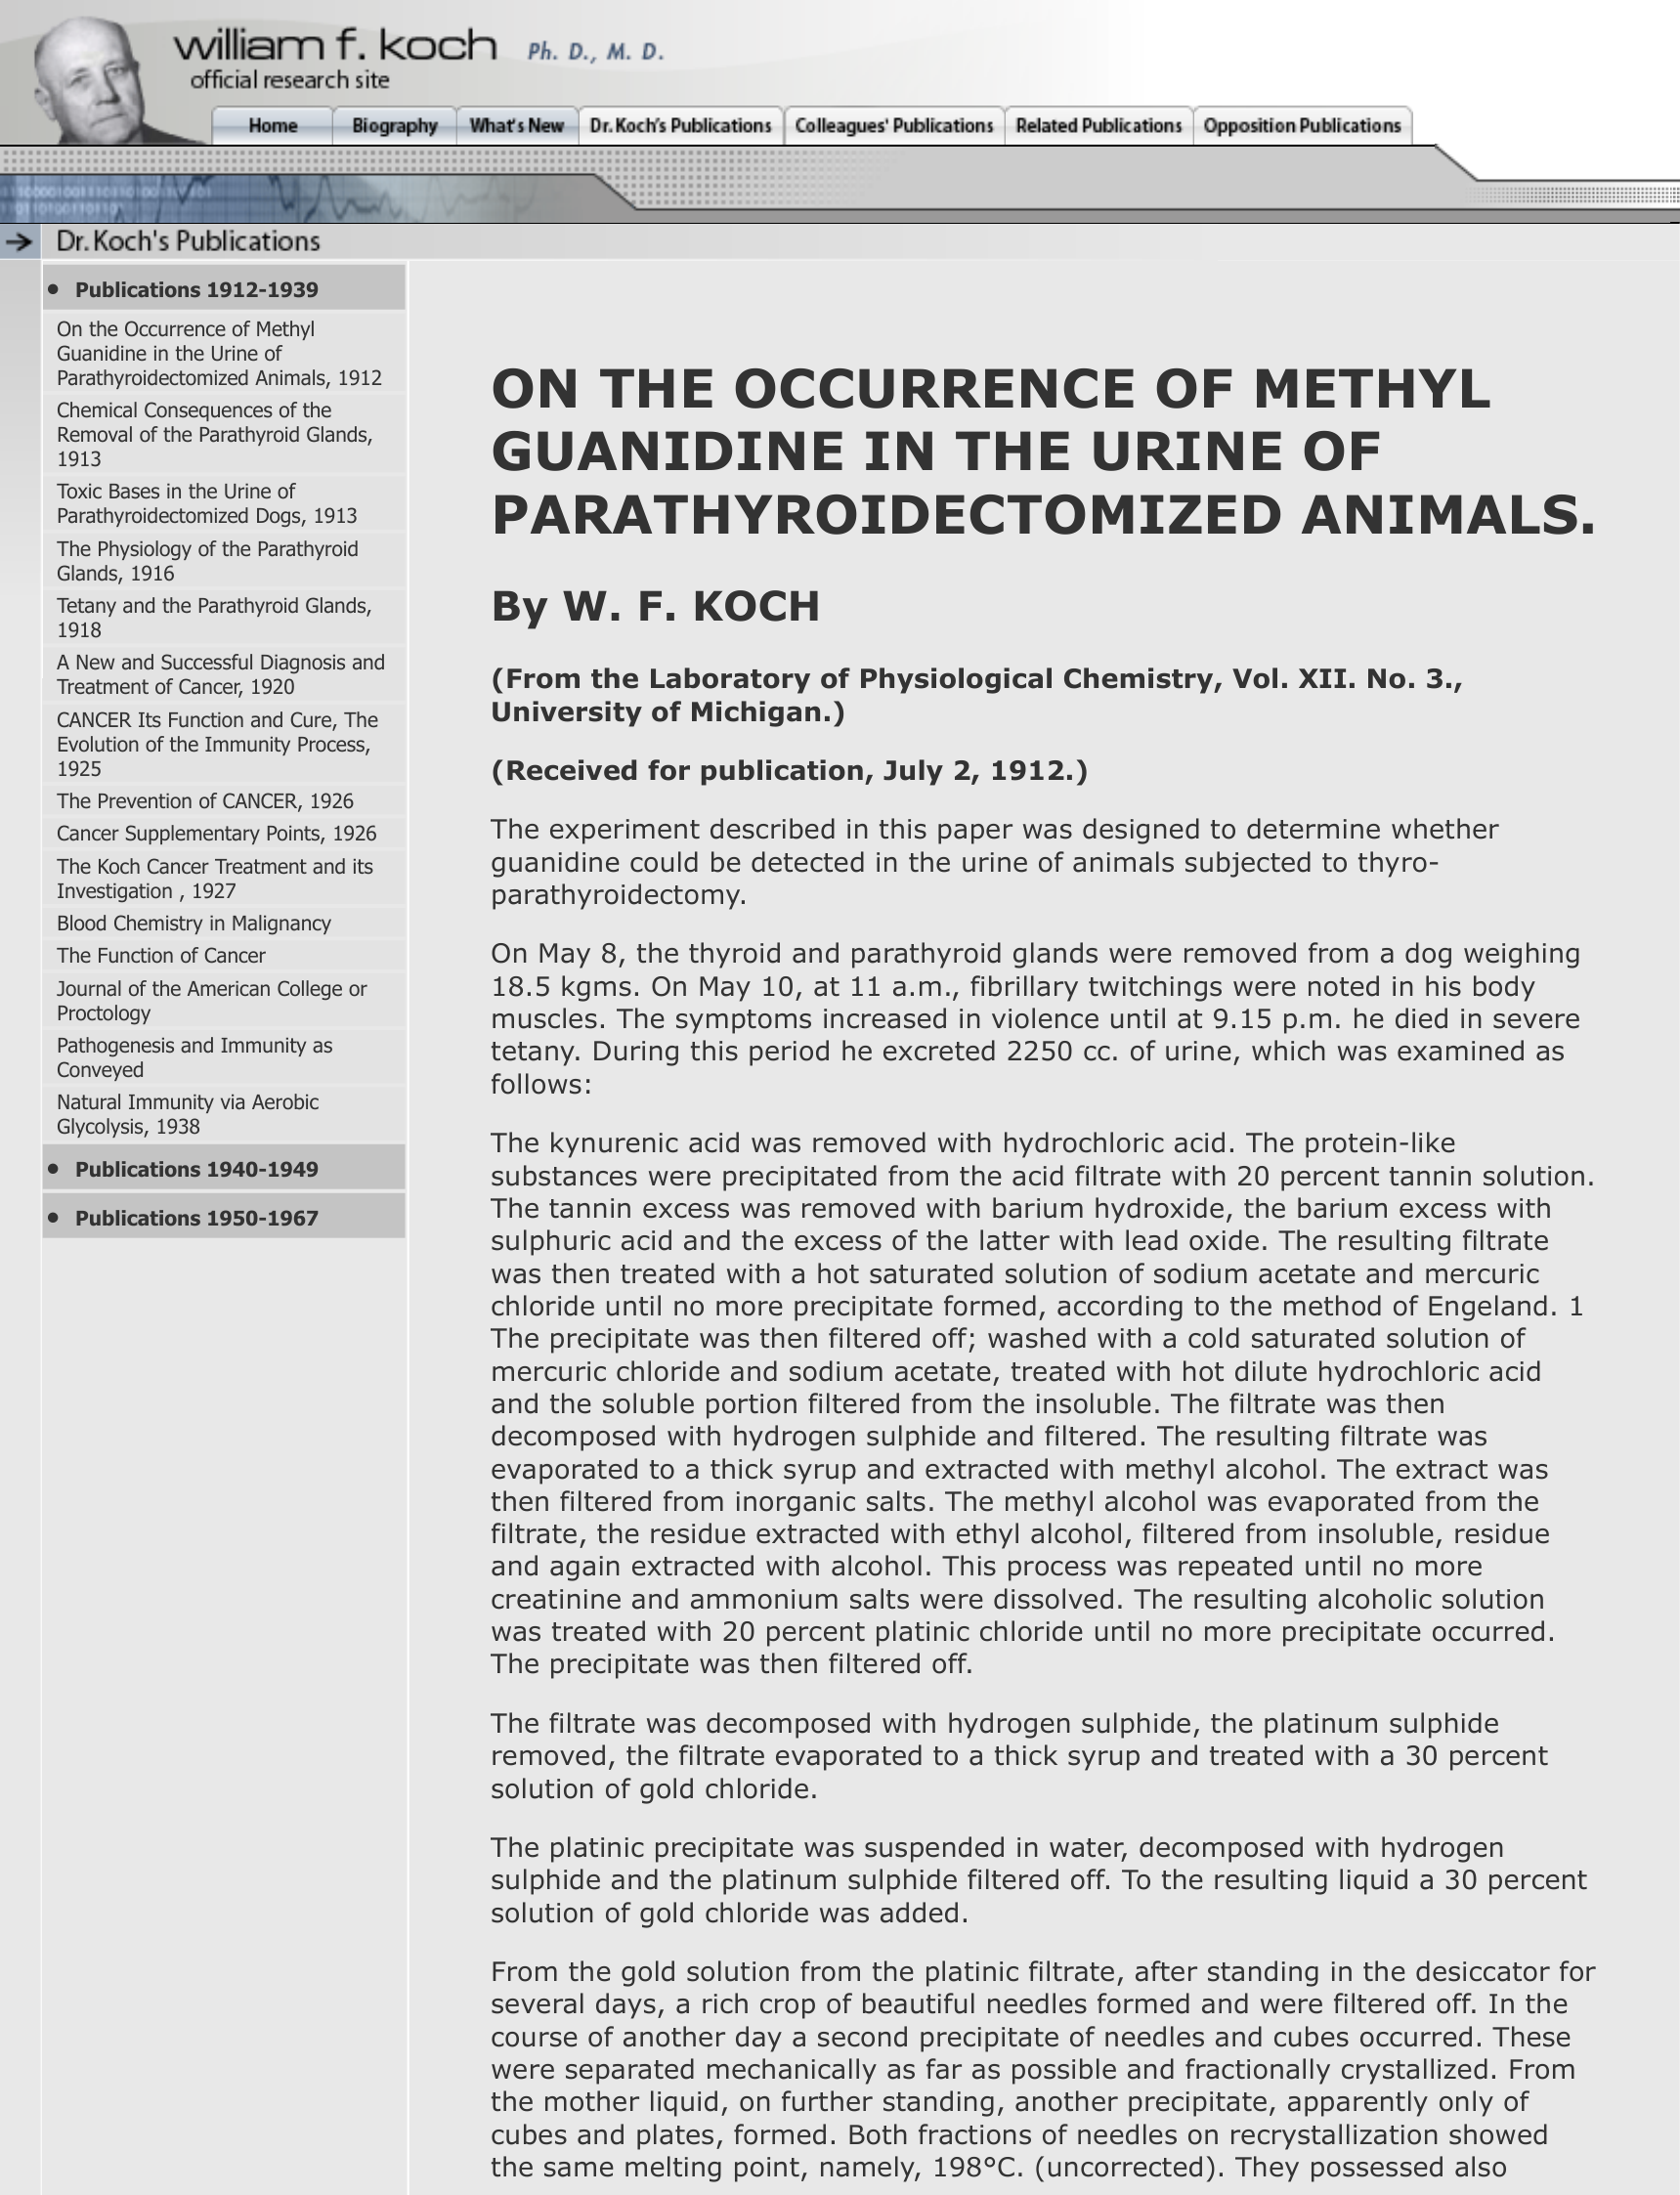 william f. koch Ph. D., M. D.
official research site
Home Biography What's New Dr. Koch's Publications Colleagues' Publications Related Publications Opposition Publications
Dr. Koch's Publications
• Publications 1912-1939
On the Occurrence of Methyl
Guanidine in the Urine of
Parathyroidectomized Animals, 1912
Chemical Consequences of the
Removal of the Parathyroid Glands,
1913
Toxic Bases in the Urine of
Parathyroidectomized Dogs, 1913
The Physiology of the Parathyroid
Glands, 1916
Tetany and the Parathyroid Glands,
1918
A New and Successful Diagnosis and
Treatment of Cancer, 1920
CANCER Its Function and Cure, The
Evolution of the Immunity Process,
1925
The Prevention of CANCER, 1926
Cancer Supplementary Points, 1926
The Koch Cancer Treatment and its
Investigation , 1927
Blood Chemistry in Malignancy
The Function of Cancer
Journal of the American College or
Proctology
Pathogenesis and Immunity as
Conveyed
Natural Immunity via Aerobic
Glycolysis, 1938
• Publications 1940-1949
• Publications 1950-1967
ON THE OCCURRENCE OF METHYL
GUANIDINE IN THE URINE OF
PARATHYROIDECTOMIZED ANIMALS.
By W. F. KOCH
(From the Laboratory of Physiological Chemistry, Vol. XII. No. 3.,
University of Michigan.)
(Received for publication, July 2, 1912.)
The experiment described in this paper was designed to determine whether
guanidine could be detected in the urine of animals subjected to thyro-
parathyroidectomy.
On May 8, the thyroid and parathyroid glands were removed from a dog weighing
18.5 kgms. On May 10, at 11 a.m., fibrillary twitchings were noted in his body
muscles. The symptoms increased in violence until at 9.15 p.m. he died in severe
tetany. During this period he excreted 2250 cc. of urine, which was examined as
follows:
The kynurenic acid was removed with hydrochloric acid. The protein-like
substances were precipitated from the acid filtrate with 20 percent tannin solution.
The tannin excess was removed with barium hydroxide, the barium excess with
sulphuric acid and the excess of the latter with lead oxide. The resulting filtrate
was then treated with a hot saturated solution of sodium acetate and mercuric
chloride until no more precipitate formed, according to the method of Engeland. 1
The precipitate was then filtered off; washed with a cold saturated solution of
mercuric chloride and sodium acetate, treated with hot dilute hydrochloric acid
and the soluble portion filtered from the insoluble. The filtrate was then
decomposed with hydrogen sulphide and filtered. The resulting filtrate was
evaporated to a thick syrup and extracted with methyl alcohol. The extract was
then filtered from inorganic salts. The methyl alcohol was evaporated from the
filtrate, the residue extracted with ethyl alcohol, filtered from insoluble, residue
and again extracted with alcohol. This process was repeated until no more
creatinine and ammonium salts were dissolved. The resulting alcoholic solution
was treated with 20 percent platinic chloride until no more precipitate occurred.
The precipitate was then filtered off.
The filtrate was decomposed with hydrogen sulphide, the platinum sulphide
removed, the filtrate evaporated to a thick syrup and treated with a 30 percent
solution of gold chloride.
The platinic precipitate was suspended in water, decomposed with hydrogen
sulphide and the platinum sulphide filtered off. To the resulting liquid a 30 percent
solution of gold chloride was added.
From the gold solution from the platinic filtrate, after standing in the desiccator for
several days, a rich crop of beautiful needles formed and were filtered off. In the
course of another day a second precipitate of needles and cubes occurred. These
were separated mechanically as far as possible and fractionally crystallized. From
the mother liquid, on further standing, another precipitate, apparently only of
cubes and plates, formed. Both fractions of needles on recrystallization showed
the same melting point, namely, 198°C. (uncorrected). They possessed also